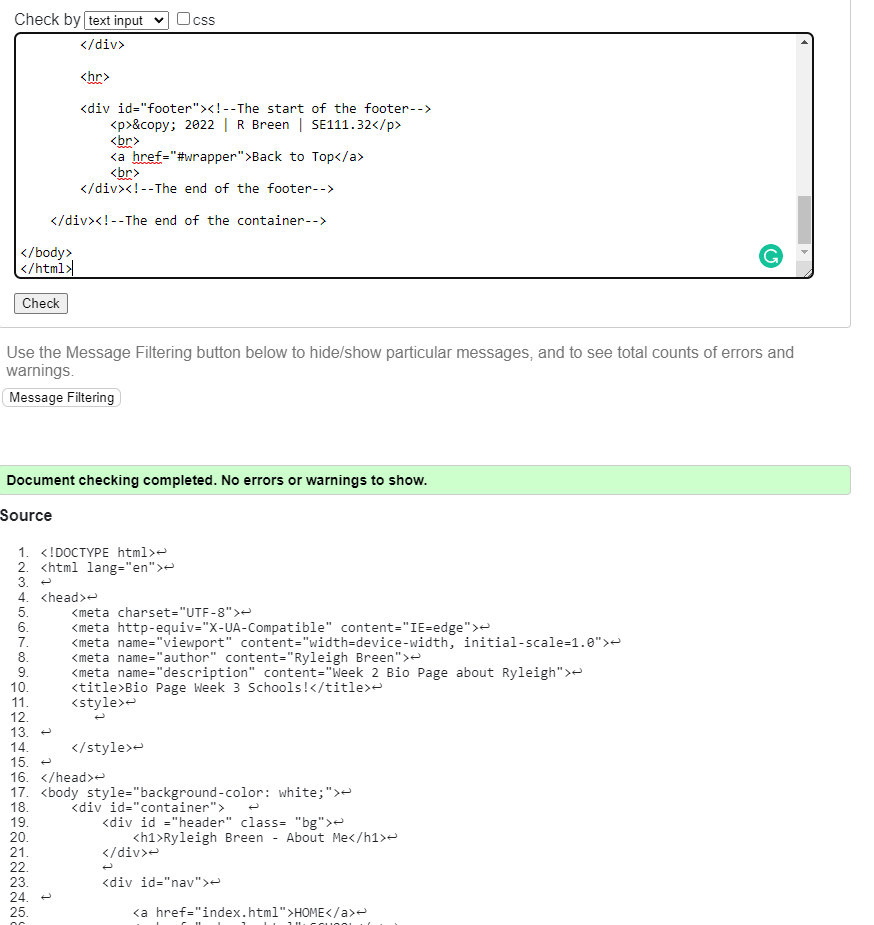 Check by text input css
</div>
<hr>
<div id="footer"><!--The start of the footer-->
<p>&copy; 2022 | R Breen | SE111.32</p>
<br>
<a href="#wrapper">Back to Top</a>
<br>
</div><!--The end of the footer-->
</div><!--The end of the container-->
</body>
</html>
Check
Use the Message Filtering button below to hide/show particular messages, and to see total counts of errors and
warnings.
Message Filtering
Document checking completed. No errors or warnings to show.
Source
1. <!DOCTYPE html>↩
2. <html lang="en">↩
3. ↩
4. <head>↩
5. <meta charset="UTF-8">↩
6. <meta http-equiv="X-UA-Compatible" content="IE=edge">↩
7. <meta name="viewport" content="width=device-width, initial-scale=1.0">↩
8. <meta name="author" content="Ryleigh Breen">↩
9. <meta name="description" content="Week 2 Bio Page about Ryleigh">↩
10. <title>Bio Page Week 3 Schools!</title>↩
11. <style>↩
12. ↩
13. ↩
14. </style>↩
15. ↩
16. </head>↩
17. <body style="background-color: white;">↩
18. <div id="container"> ↩
19. <div id ="header" class= "bg">↩
20. <h1>Ryleigh Breen - About Me</h1>↩
21. </div>↩
22. ↩
23. <div id="nav">↩
24. ↩
25. <a href="index.html">HOME</a>↩